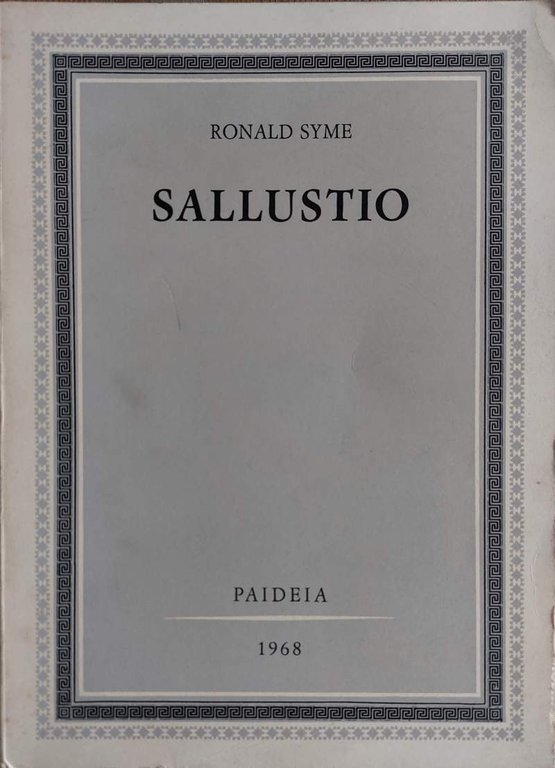 RONALD SYME
SALLUSTIO
PAIDEIA
1968